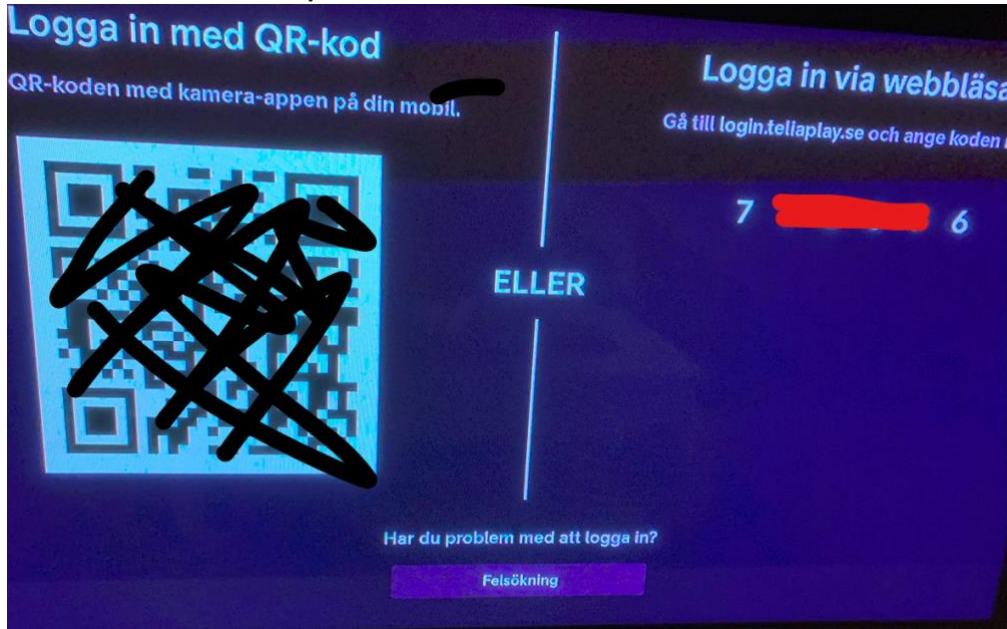 Logga in med QR-kod
QR-koden med kamera-appen på din mobil.
ELLER
Logga in via
Gå till login.teliaplay.se och ange koden
7 6
Har du problem med att logga in?
Felsökning